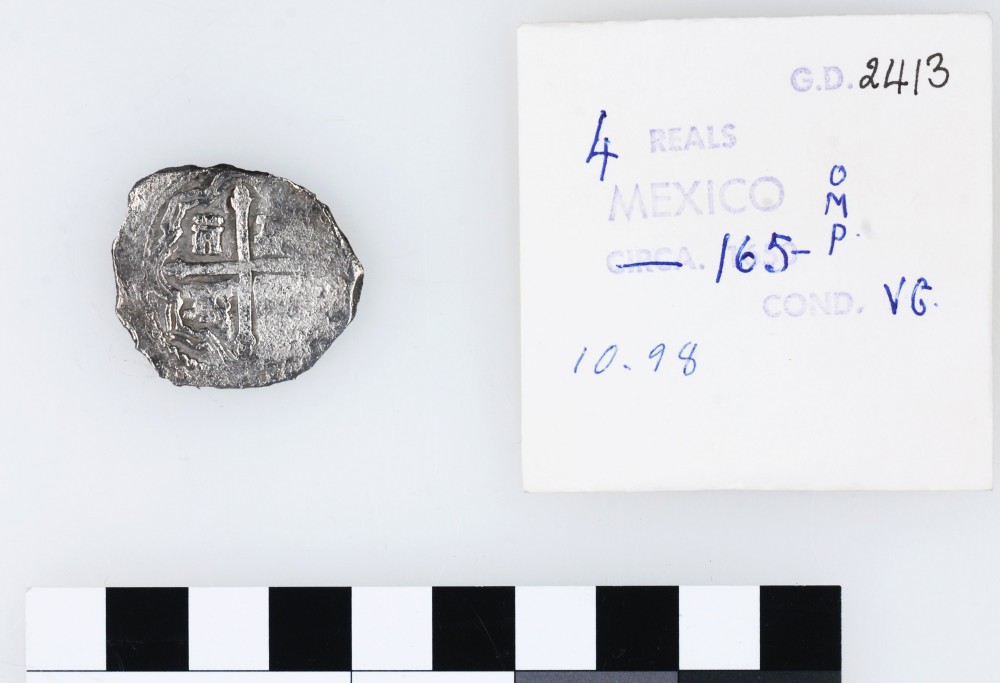 G.D. 2413
4 REALS
MEXICO
O
M
P.
CIRCA. 165-
COND. VG.
10.98